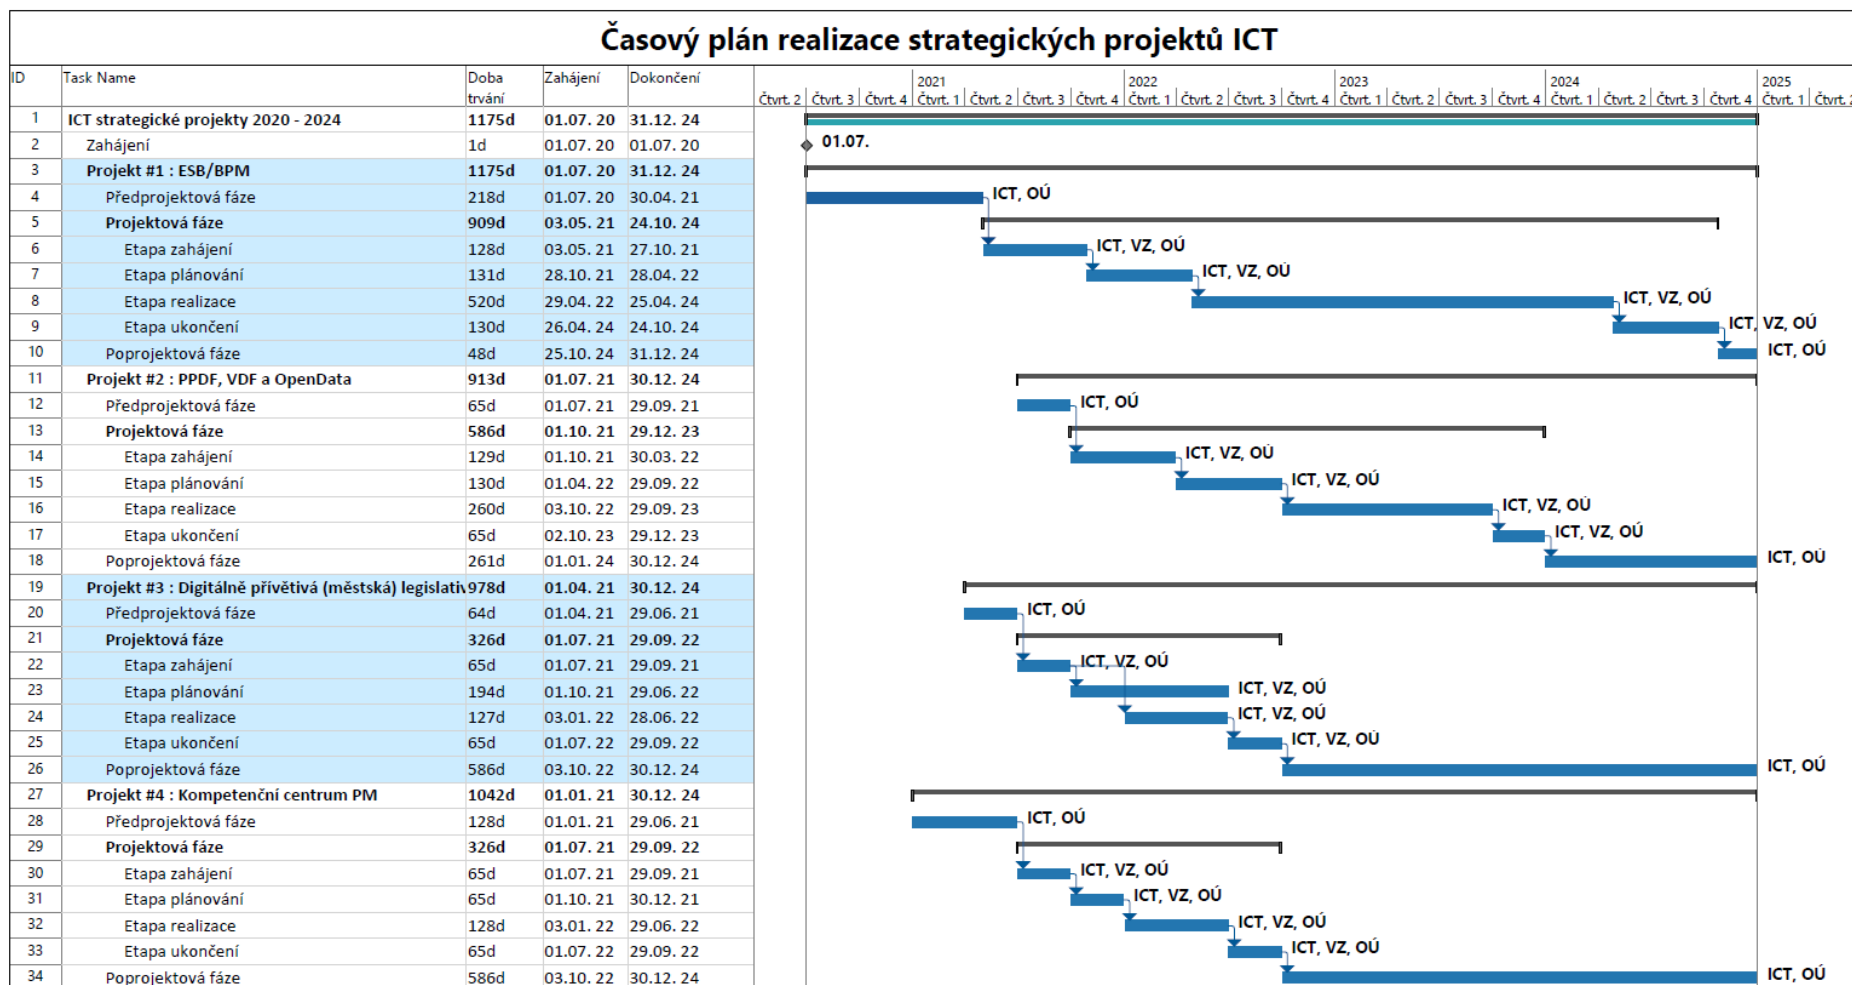 Časový plán realizace strategických projektů ICT
ID Task Name Doba trvání Zahájení Dokončení
2021 2022 2023 2024 2025
Čtvrt. 2 Čtvrt. 3 Čtvrt. 4 Čtvrt. 1 Čtvrt. 2 Čtvrt. 3 Čtvrt. 4 Čtvrt. 1 Čtvrt. 2 Čtvrt. 3 Čtvrt. 4 Čtvrt. 1 Čtvrt. 2 Čtvrt. 3 Čtvrt. 4 Čtvrt. 1 Čtvrt. 2 Čtvrt. 3 Čtvrt. 4 Čtvrt. 1 Čtvrt. 2
1 ICT strategické projekty 2020 - 2024 1175d 01.07. 20 31.12. 24
2 Zahájení 1d 01.07. 20 01.07. 20 01.07.
3 Projekt #1 : ESB/BPM 1175d 01.07. 20 31.12. 24
4 Předprojektová fáze 218d 01.07. 20 30.04. 21 ICT, OÚ
5 Projektová fáze 909d 03.05. 21 24.10. 24
6 Etapa zahájení 128d 03.05. 21 27.10. 21 ICT, VZ, OÚ
7 Etapa plánování 131d 28.10. 21 28.04. 22 ICT, VZ, OÚ
8 Etapa realizace 520d 29.04. 22 25.04. 24 ICT, VZ, OÚ
9 Etapa ukončení 130d 26.04. 24 24.10. 24 ICT, VZ, OÚ
10 Poprojektová fáze 48d 25.10. 24 31.12. 24 ICT, OÚ
11 Projekt #2 : PPDF, VDF a OpenData 913d 01.07. 21 30.12. 24
12 Předprojektová fáze 65d 01.07. 21 29.09. 21 ICT, OÚ
13 Projektová fáze 586d 01.10. 21 29.12. 23
14 Etapa zahájení 129d 01.10. 21 30.03. 22 ICT, VZ, OÚ
15 Etapa plánování 130d 01.04. 22 29.09. 22 ICT, VZ, OÚ
16 Etapa realizace 260d 03.10. 22 29.09. 23 ICT, VZ, OÚ
17 Etapa ukončení 65d 02.10. 23 29.12. 23 ICT, VZ, OÚ
18 Poprojektová fáze 261d 01.01. 24 30.12. 24 ICT, OÚ
19 Projekt #3 : Digitálně přívětivá (městská) legislativ 978d 01.04. 21 30.12. 24
20 Předprojektová fáze 64d 01.04. 21 29.06. 21 ICT, OÚ
21 Projektová fáze 326d 01.07. 21 29.09. 22
22 Etapa zahájení 65d 01.07. 21 29.09. 21 ICT, VZ, OÚ
23 Etapa plánování 194d 01.10. 21 29.06. 22 ICT, VZ, OÚ
24 Etapa realizace 127d 03.01. 22 28.06. 22 ICT, VZ, OÚ
25 Etapa ukončení 65d 01.07. 22 29.09. 22 ICT, VZ, OÚ
26 Poprojektová fáze 586d 03.10. 22 30.12. 24 ICT, OÚ
27 Projekt #4 : Kompetenční centrum PM 1042d 01.01. 21 30.12. 24
28 Předprojektová fáze 128d 01.01. 21 29.06. 21 ICT, OÚ
29 Projektová fáze 326d 01.07. 21 29.09. 22
30 Etapa zahájení 65d 01.07. 21 29.09. 21 ICT, VZ, OÚ
31 Etapa plánování 65d 01.10. 21 30.12. 21 ICT, VZ, OÚ
32 Etapa realizace 128d 03.01. 22 29.06. 22 ICT, VZ, OÚ
33 Etapa ukončení 65d 01.07. 22 29.09. 22 ICT, VZ, OÚ
34 Poprojektová fáze 586d 03.10. 22 30.12. 24 ICT, OÚ